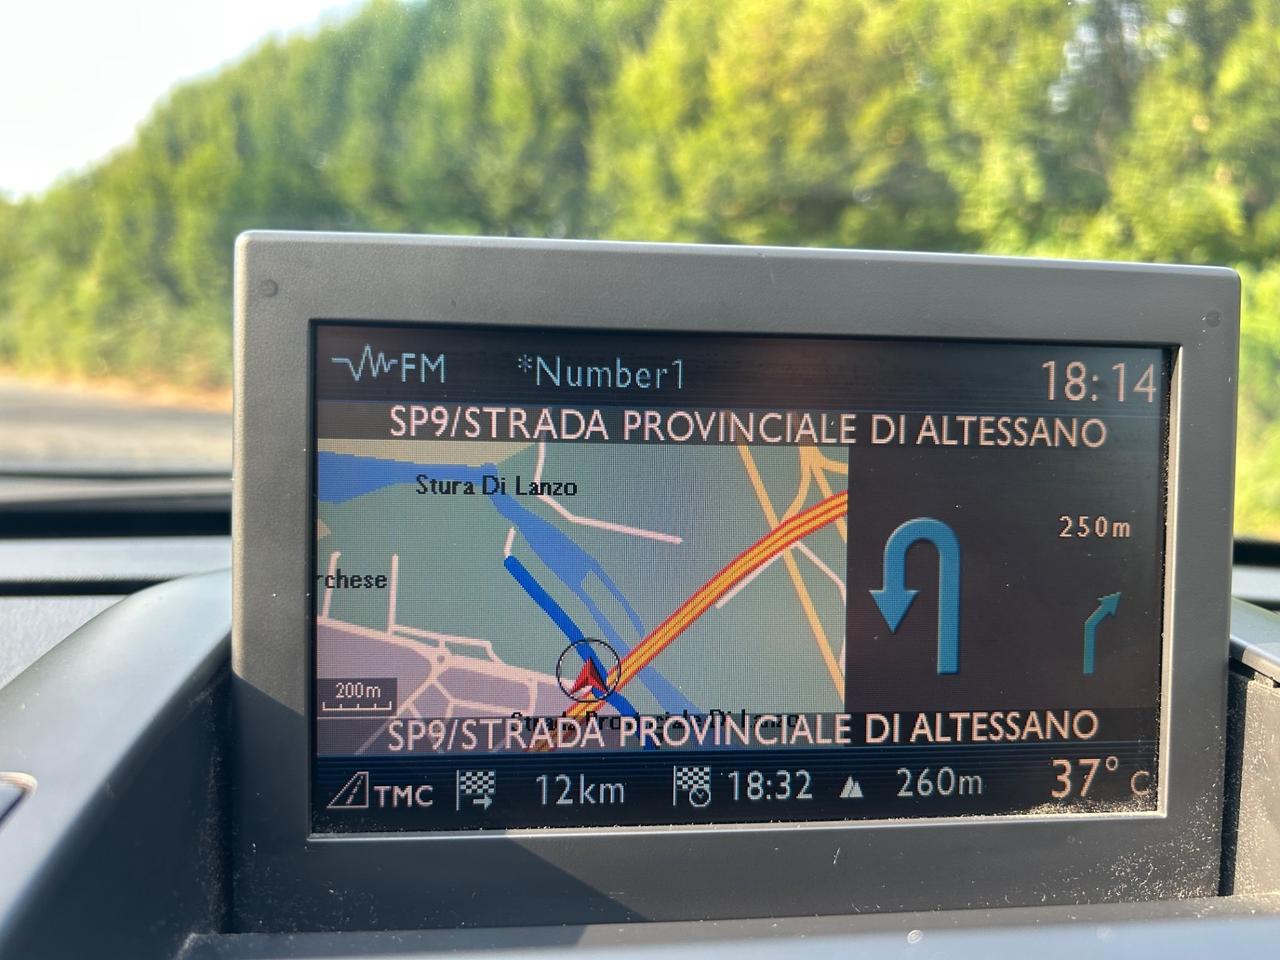 FM *Number1 18:14
SP9/STRADA PROVINCIALE DI ALTESSANO
Stura Di Lanzo
250m
rchese
200m
SP9/STRADA PROVINCIALE DI ALTESSANO
TMC 12km 18:32 260m 37° C